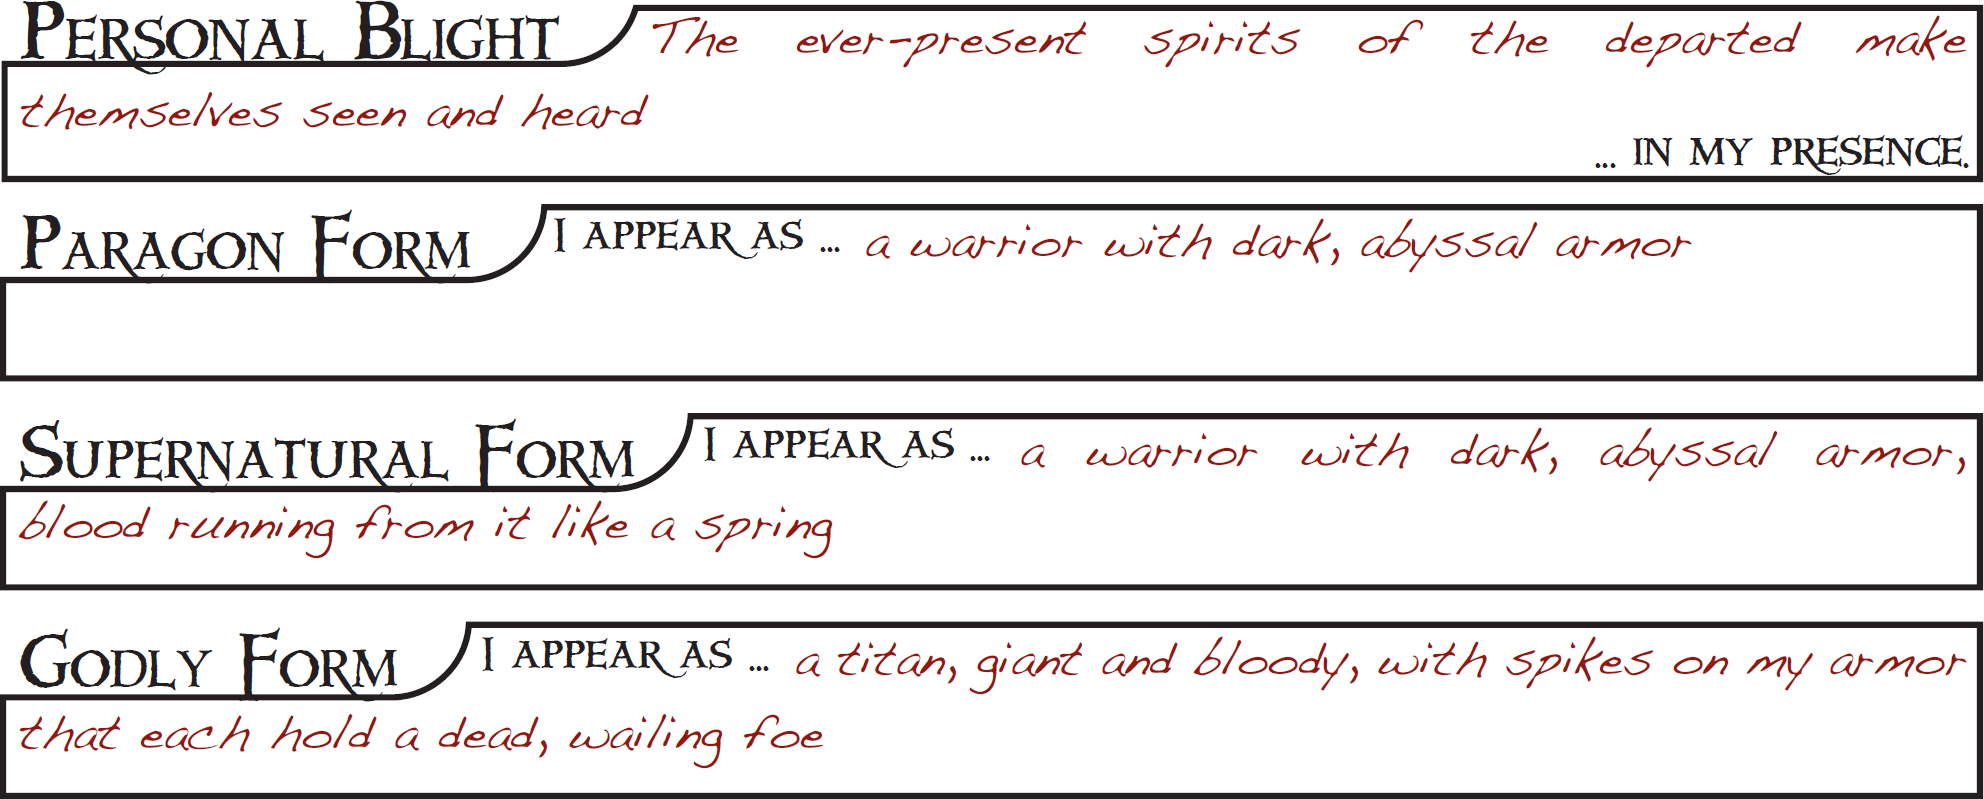 Personal Blight The ever-present spirits of the departed make
themselves seen and heard
... in my presence.
Paragon Form I appear as ... a warrior with dark, abyssal armor
Supernatural Form I appear as ... a warrior with dark, abyssal armor,
blood running from it like a spring
Godly Form I appear as ... a titan, giant and bloody, with spikes on my armor
that each hold a dead, wailing foe